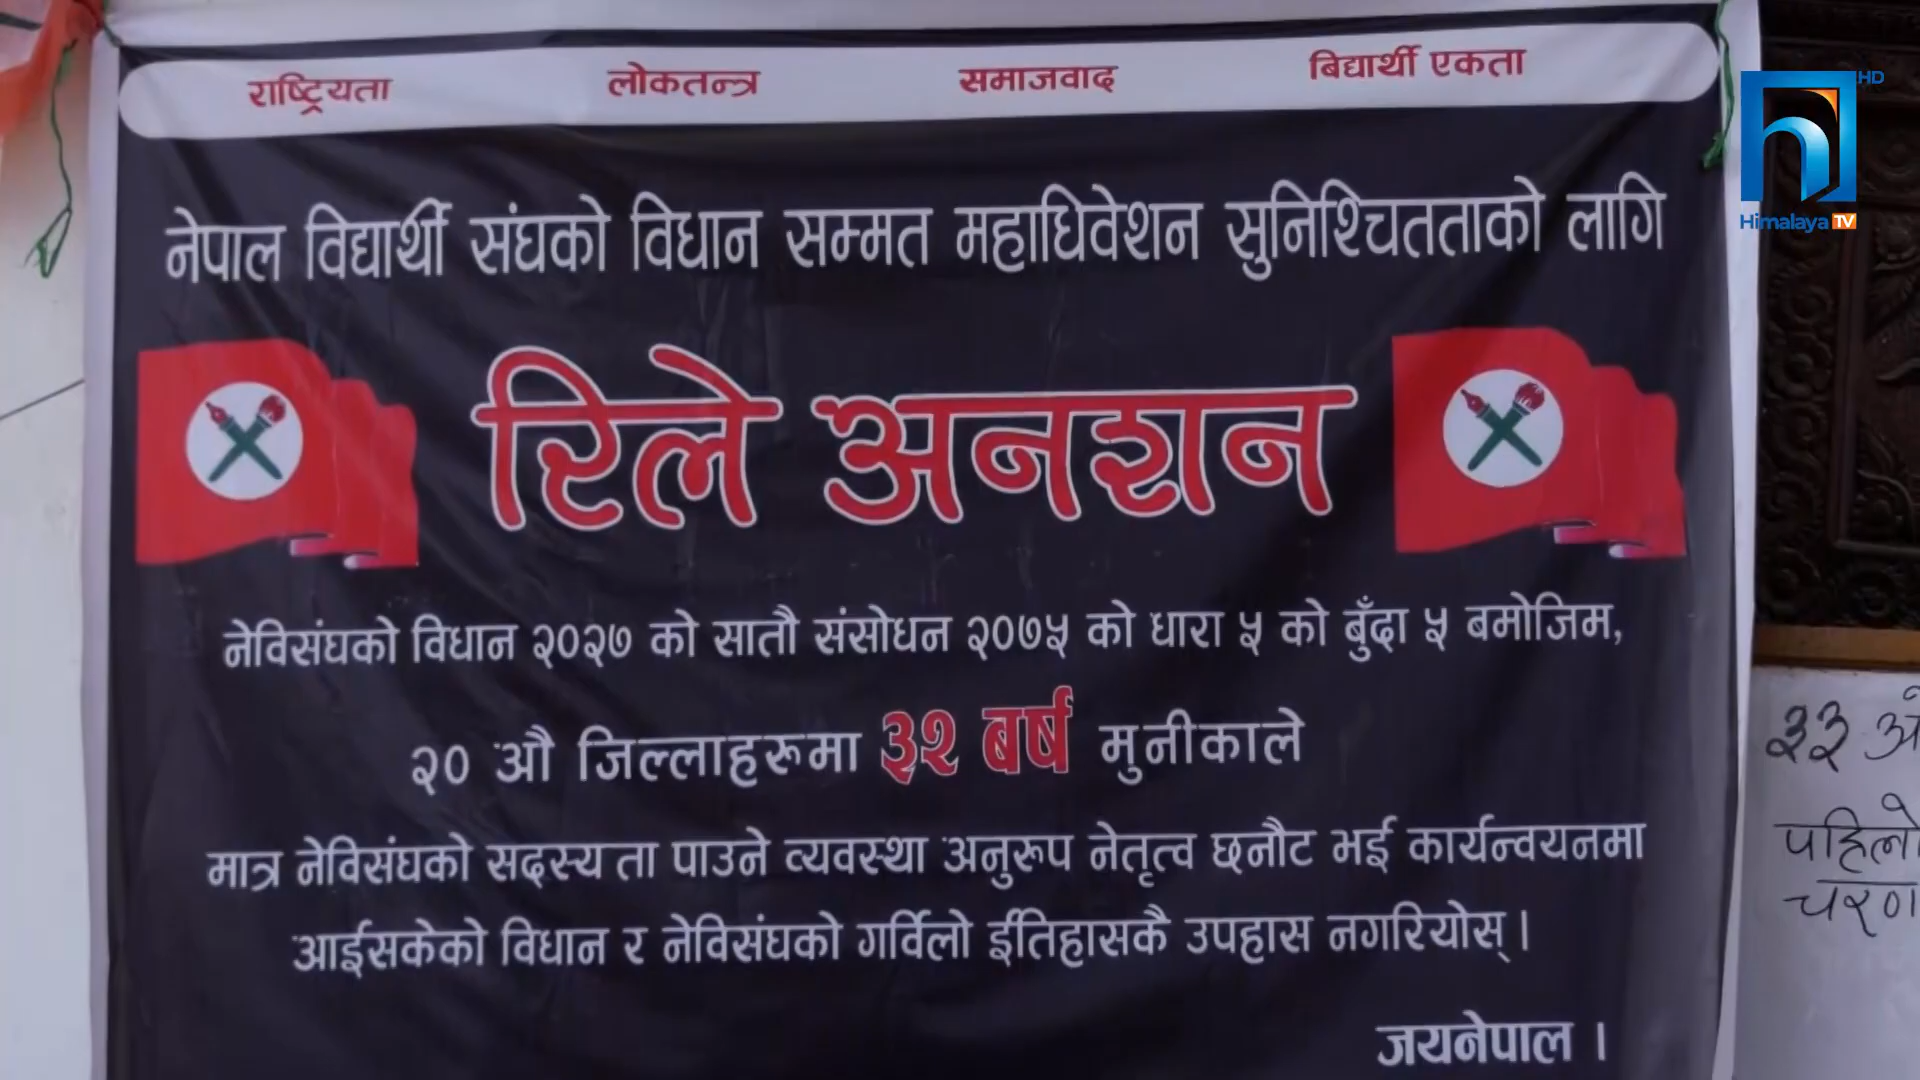 राष्ट्रियता लोकतन्त्र समाजवाद बिद्यार्थी एकता
HD
Himalaya TV
नेपाल विद्यार्थी संघको विधान सम्मत महाधिवेशन सुनिश्चितताको लागि
रिले अनशन
नेविसंघको विधान २०२७ को सातौ संसोधन २०७५ को धारा ५ को बुँदा ५ बमोजिम,
२० औ जिल्लाहरूमा ३२ बर्ष मुनीकाले
मात्र नेविसंघको सदस्यता पाउने व्यवस्था अनुरुप नेतृत्व छनौट भई कार्यन्वयनमा
आईसकेको विधान र नेविसंघको गर्विलो ईतिहासकै उपहास नगरियोस् ।
जयनेपाल ।
पहिलो
चरण